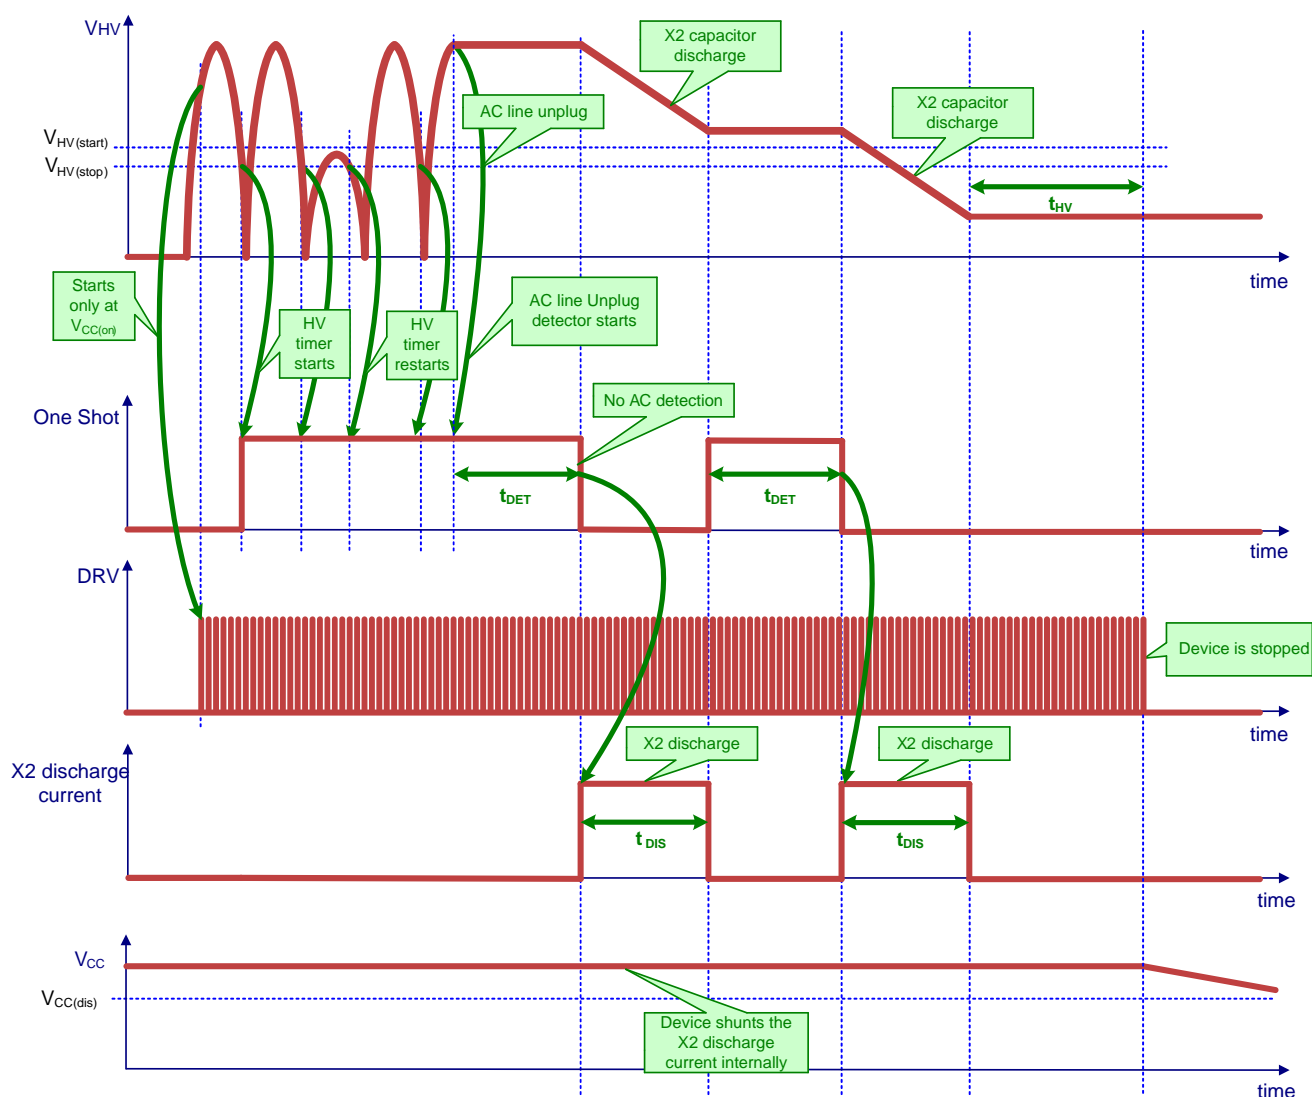 VHV
X2 capacitor
discharge
X2 capacitor
discharge
AC line unplug
VHV(start)
VHV(stop)
tHV
time
Starts
only at
VCC(on)
HV
timer
starts
HV
timer
restarts
AC line Unplug
detector starts
No AC detection
One Shot
tDET
tDET
time
DRV
Device is stopped
time
X2 discharge
X2 discharge
X2 discharge
current
t DIS
tDIS
time
VCC
VCC(dis)
Device shunts the
X2 discharge
current internally
time